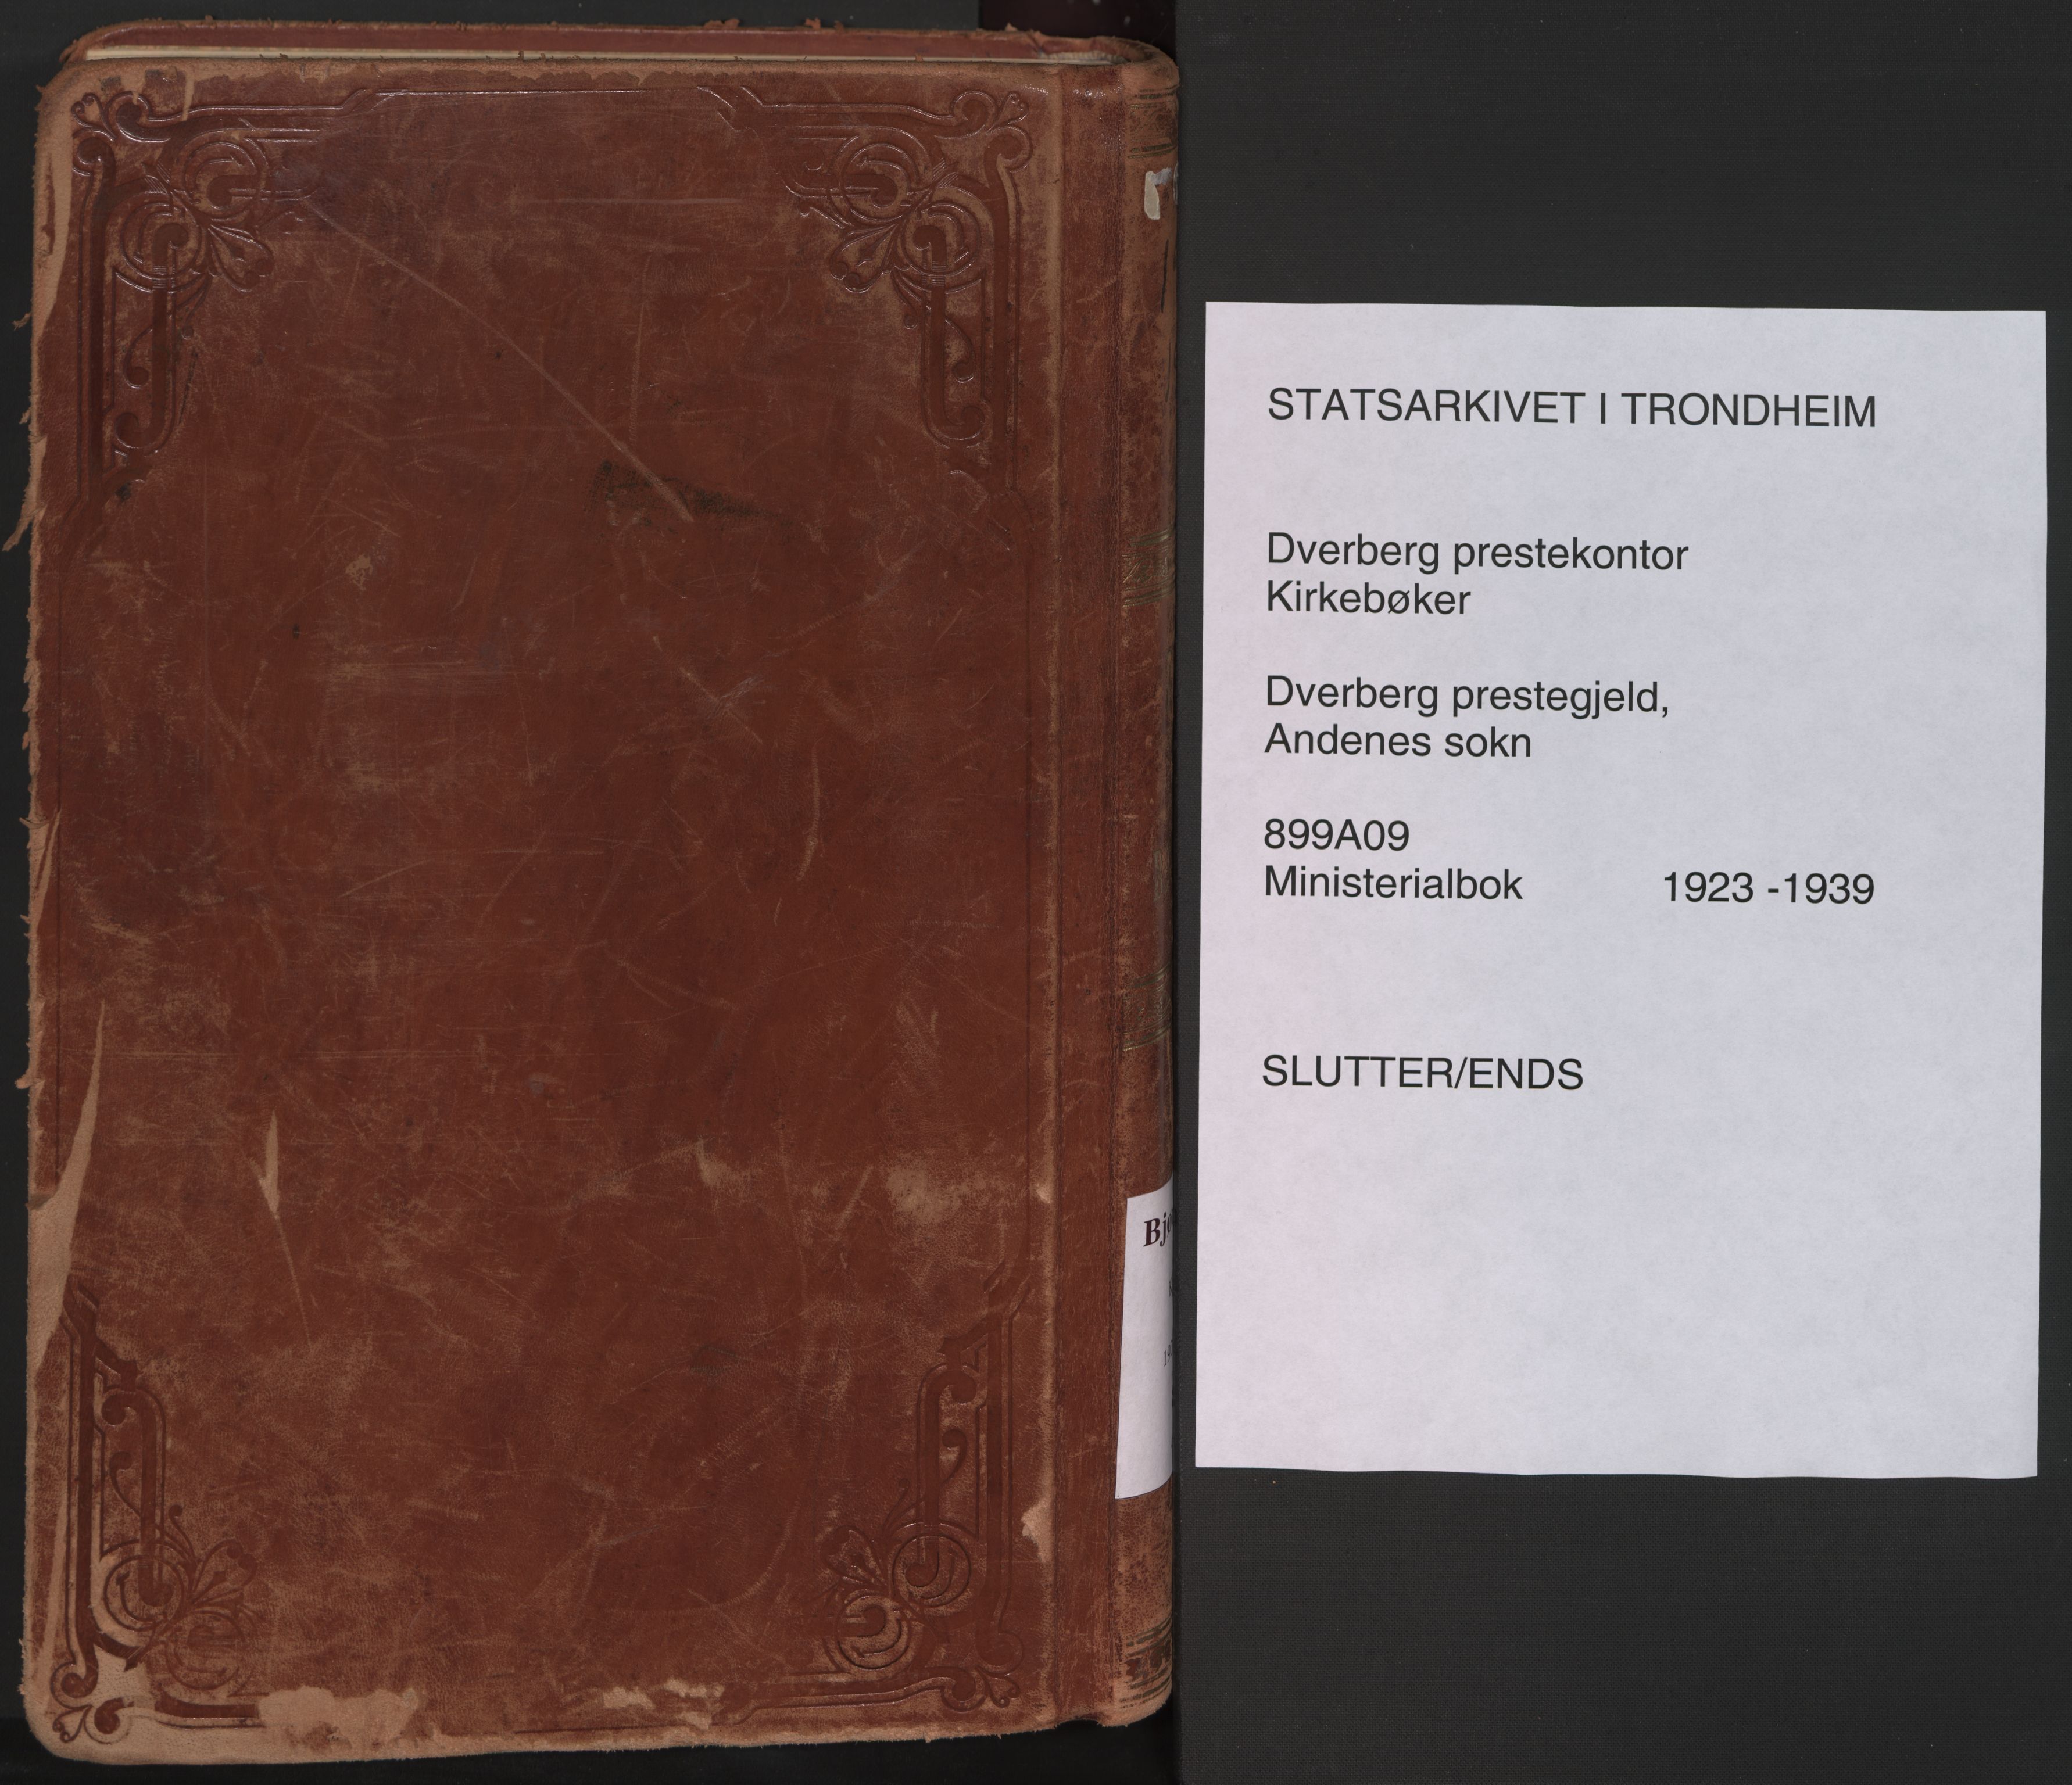 STATSARKIVET I TRONDHEIM
Dverberg prestekontor
Kirkebøker
Dverberg prestegjeld,
Andenes sokn
899A09
Ministerialbok 1923 -1939
SLUTTER/ENDS